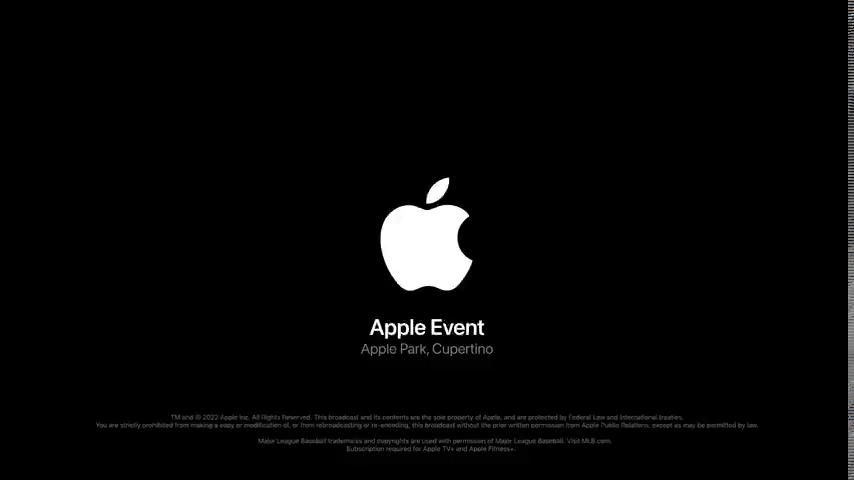 Apple Event
Apple Park, Cupertino
TM and © 2022 Apple Inc. All Rights Reserved. This broadcast and its contents are the sole property of Apple, and are protected by Federal Law and International treaties.
You are strictly prohibited from making a copy or modification of, or from rebroadcasting or re-encoding, this broadcast without the prior written permission from Apple Public Relations, except as may be permitted by law.
Major League Baseball trademarks and copyrights are used with permission of Major League Baseball. Visit MLB.com.
Subscription required for Apple TV+ and Apple Fitness+.